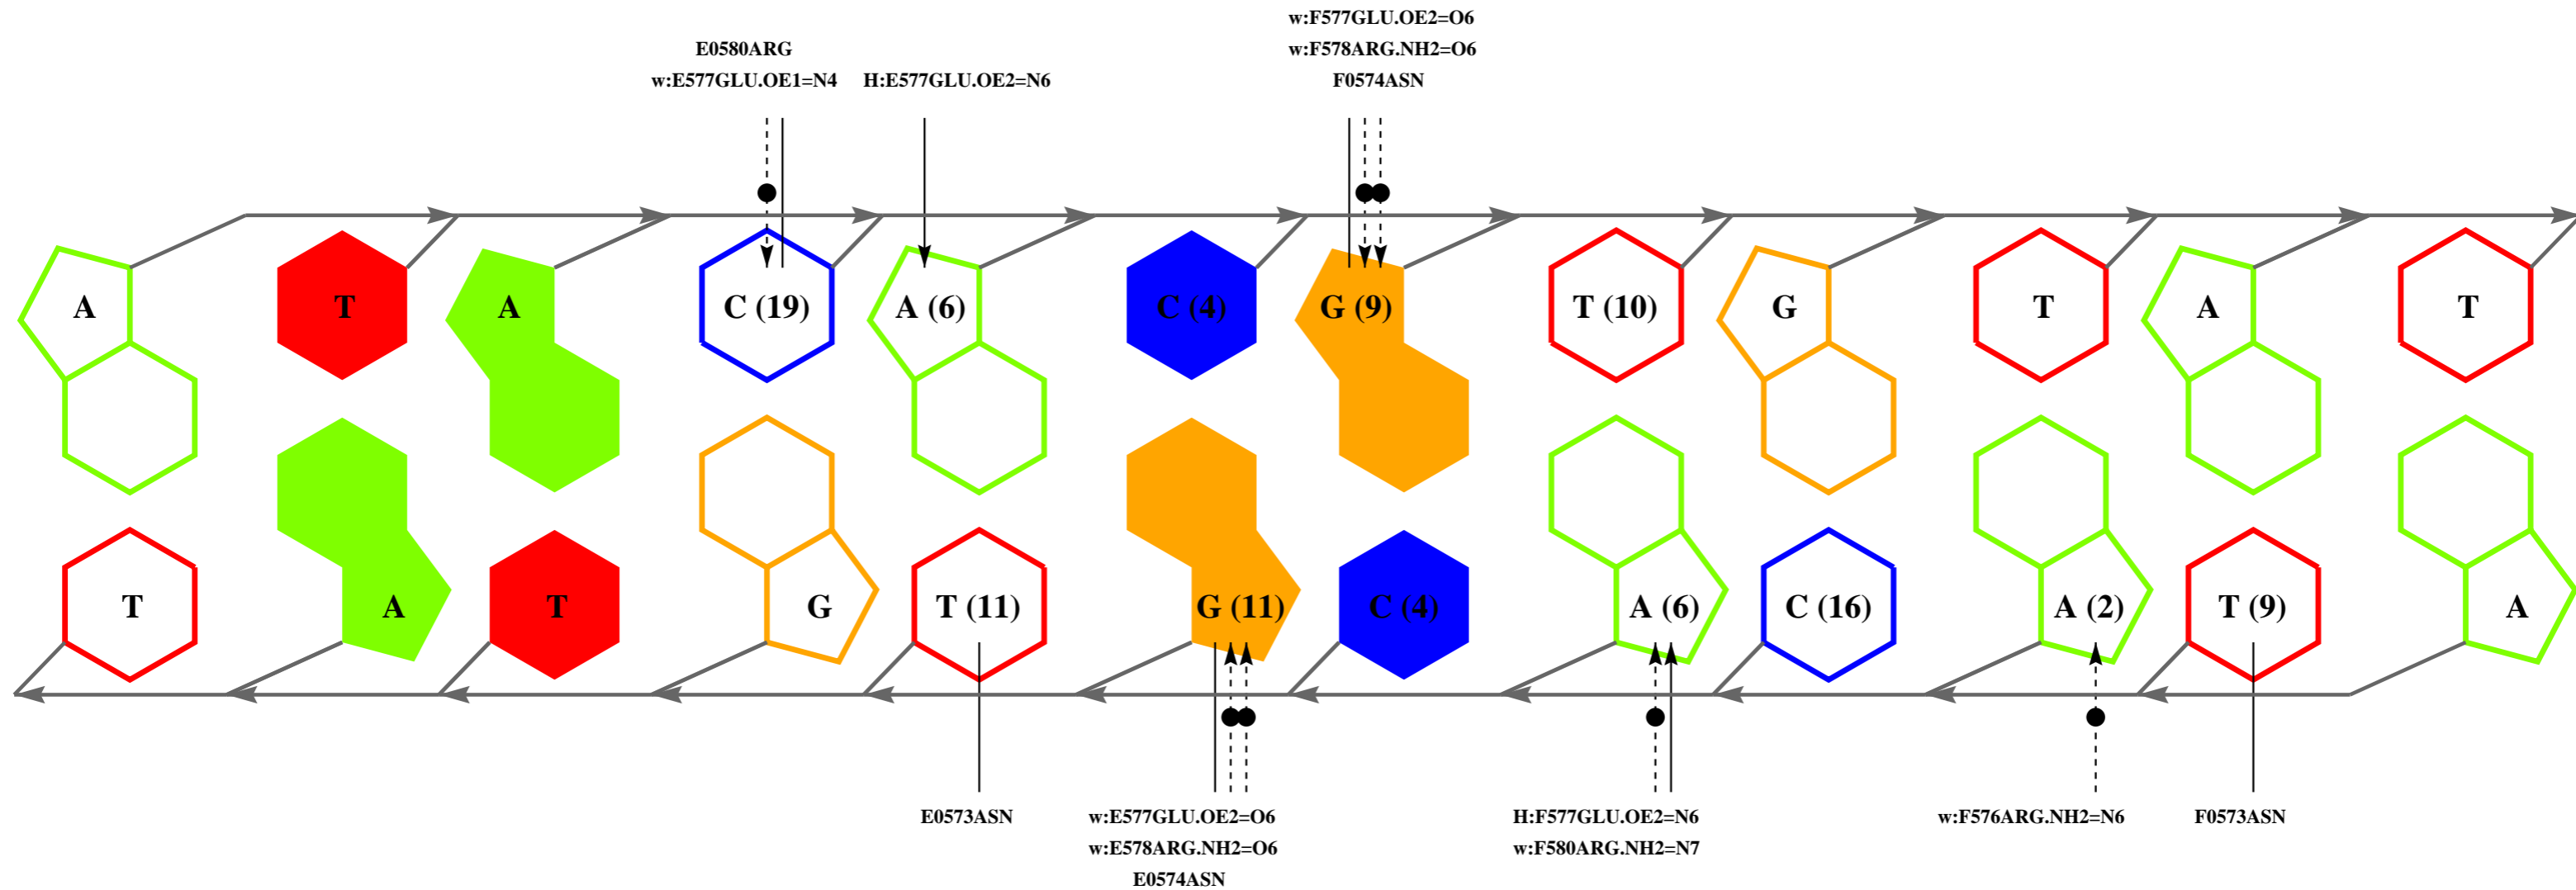 w:F577GLU.OE2=O6
E0580ARG
w:F578ARG.NH2=O6
w:E577GLU.OE1=N4
H:E577GLU.OE2=N6
F0574ASN
A
T
A
C (19)
A (6)
C (4)
G (9)
T (10)
G
T
A
T
T
A
T
G
T (11)
G (11)
C (4)
A (6)
C (16)
A (2)
T (9)
A
E0573ASN
w:E577GLU.OE2=O6
H:F577GLU.OE2=N6
w:F576ARG.NH2=N6
F0573ASN
w:E578ARG.NH2=O6
w:F580ARG.NH2=N7
E0574ASN